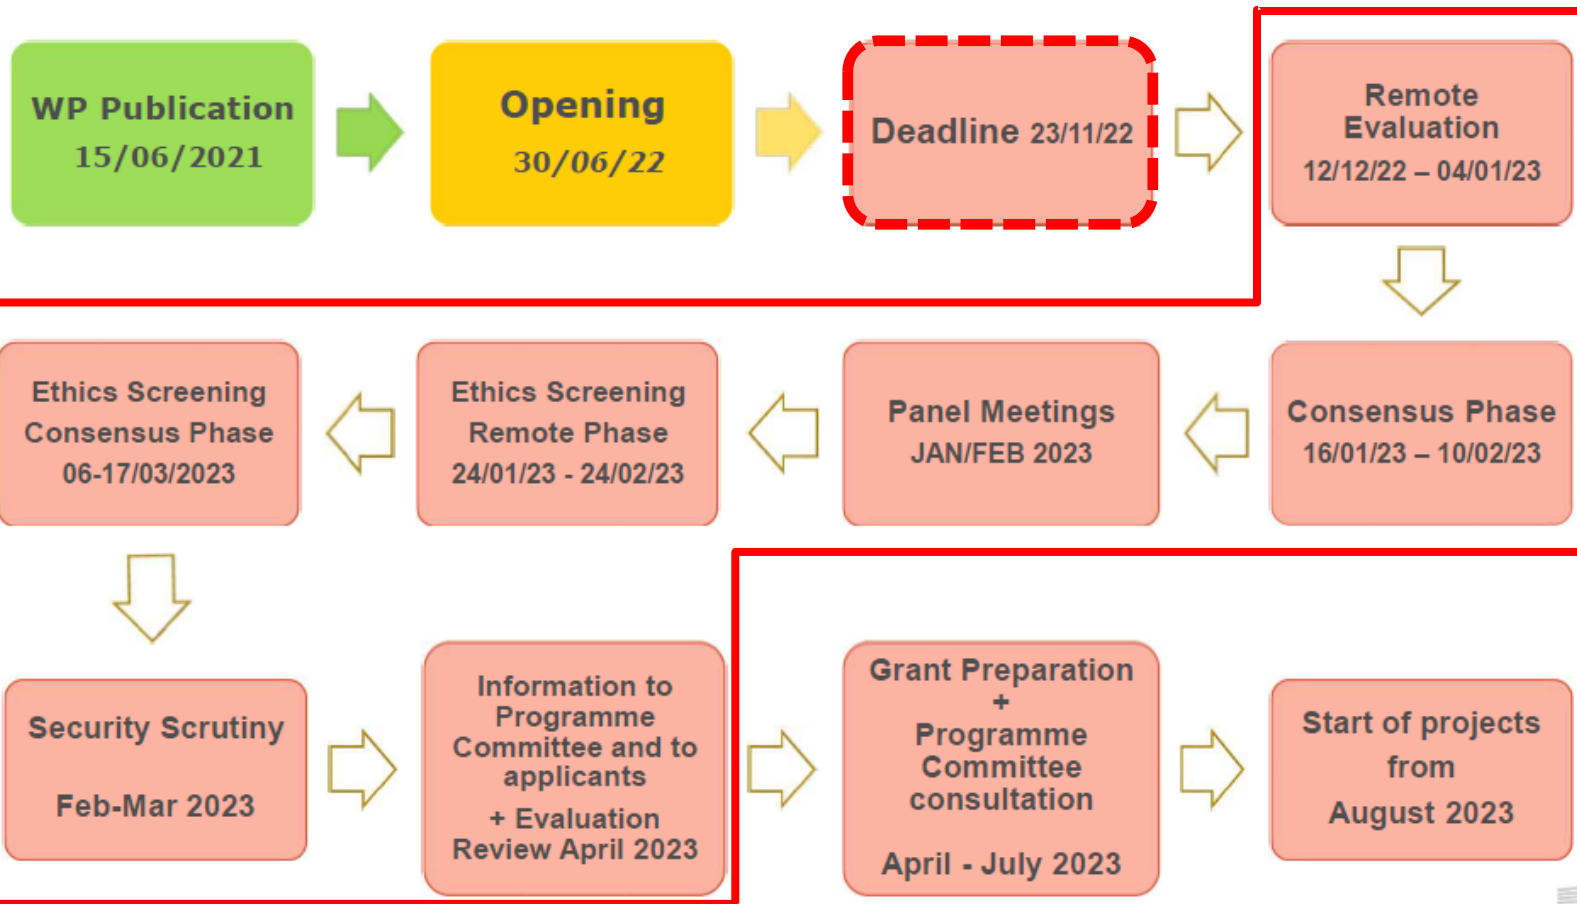 WP Publication
15/06/2021
Opening
30/06/22
Deadline 23/11/22
Remote
Evaluation
12/12/22 – 04/01/23
Consensus Phase
16/01/23 – 10/02/23
Panel Meetings
JAN/FEB 2023
Ethics Screening
Remote Phase
24/01/23 - 24/02/23
Ethics Screening
Consensus Phase
06-17/03/2023
Security Scrutiny
Feb-Mar 2023
Information to
Programme
Committee and to
applicants
+ Evaluation
Review April 2023
Grant Preparation
+
Programme
Committee
consultation
April - July 2023
Start of projects
from
August 2023